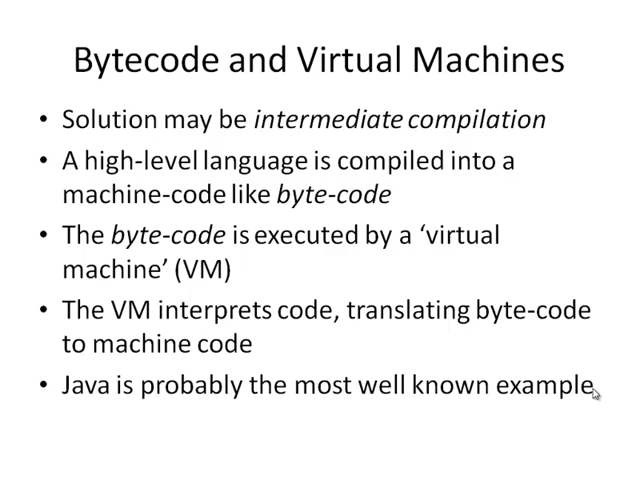 Bytecode and Virtual Machines
• Solution may be intermediate compilation
• A high-level language is compiled into a
machine-code like byte-code
• The byte-code is executed by a ‘virtual
machine’ (VM)
• The VM interprets code, translating byte-code
to machine code
• Java is probably the most well known example